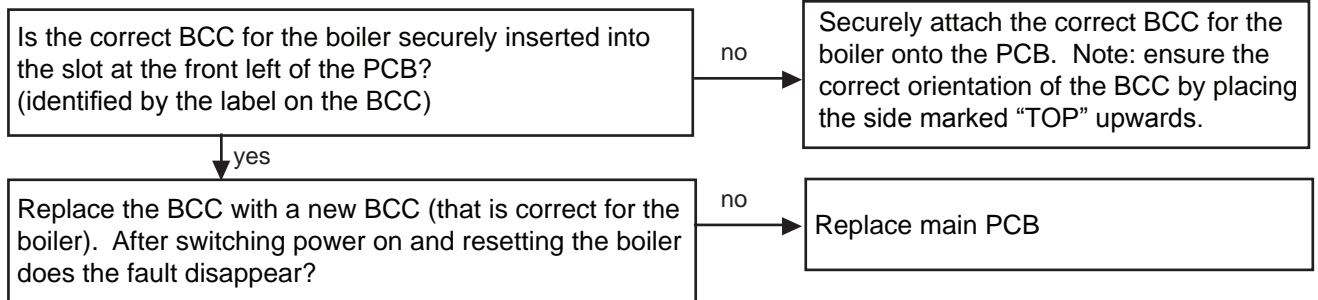 Is the correct BCC for the boiler securely inserted into
the slot at the front left of the PCB?
(identified by the label on the BCC)
no
Securely attach the correct BCC for the
boiler onto the PCB.  Note: ensure the
correct orientation of the BCC by placing
the side marked “TOP” upwards.
yes
Replace the BCC with a new BCC (that is correct for the
boiler).  After switching power on and resetting the boiler
does the fault disappear?
no
Replace main PCB